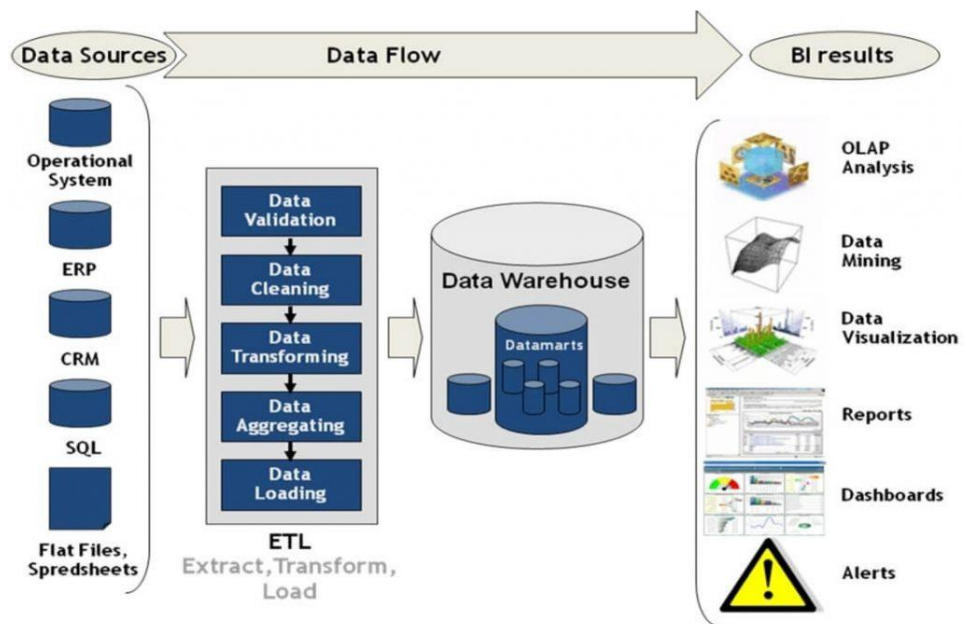 Data Sources
Data Flow
BI results
Operational
System
ERP
CRM
SQL
Flat Files,
Spredsheets
Data
Validation
Data
Cleaning
Data
Transforming
Data
Aggregating
Data
Loading
ETL
Extract,Transform,
Load
Data Warehouse
Datamarts
OLAP
Analysis
Data
Mining
Data
Visualization
Reports
Dashboards
Alerts